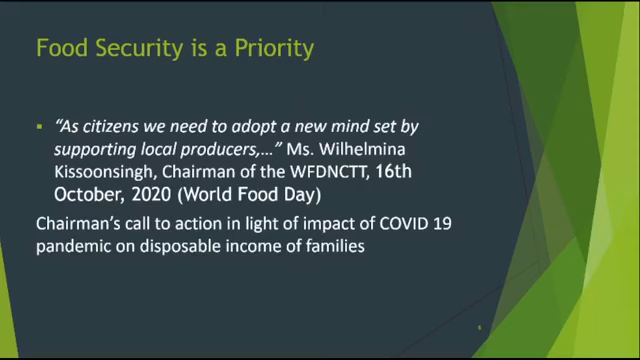 Food Security is a Priority
▪ “As citizens we need to adopt a new mind set by
supporting local producers,…” Ms. Wilhelmina
Kissoonsingh, Chairman of the WFDNCTT, 16th
October, 2020 (World Food Day)
Chairman’s call to action in light of impact of COVID 19
pandemic on disposable income of families